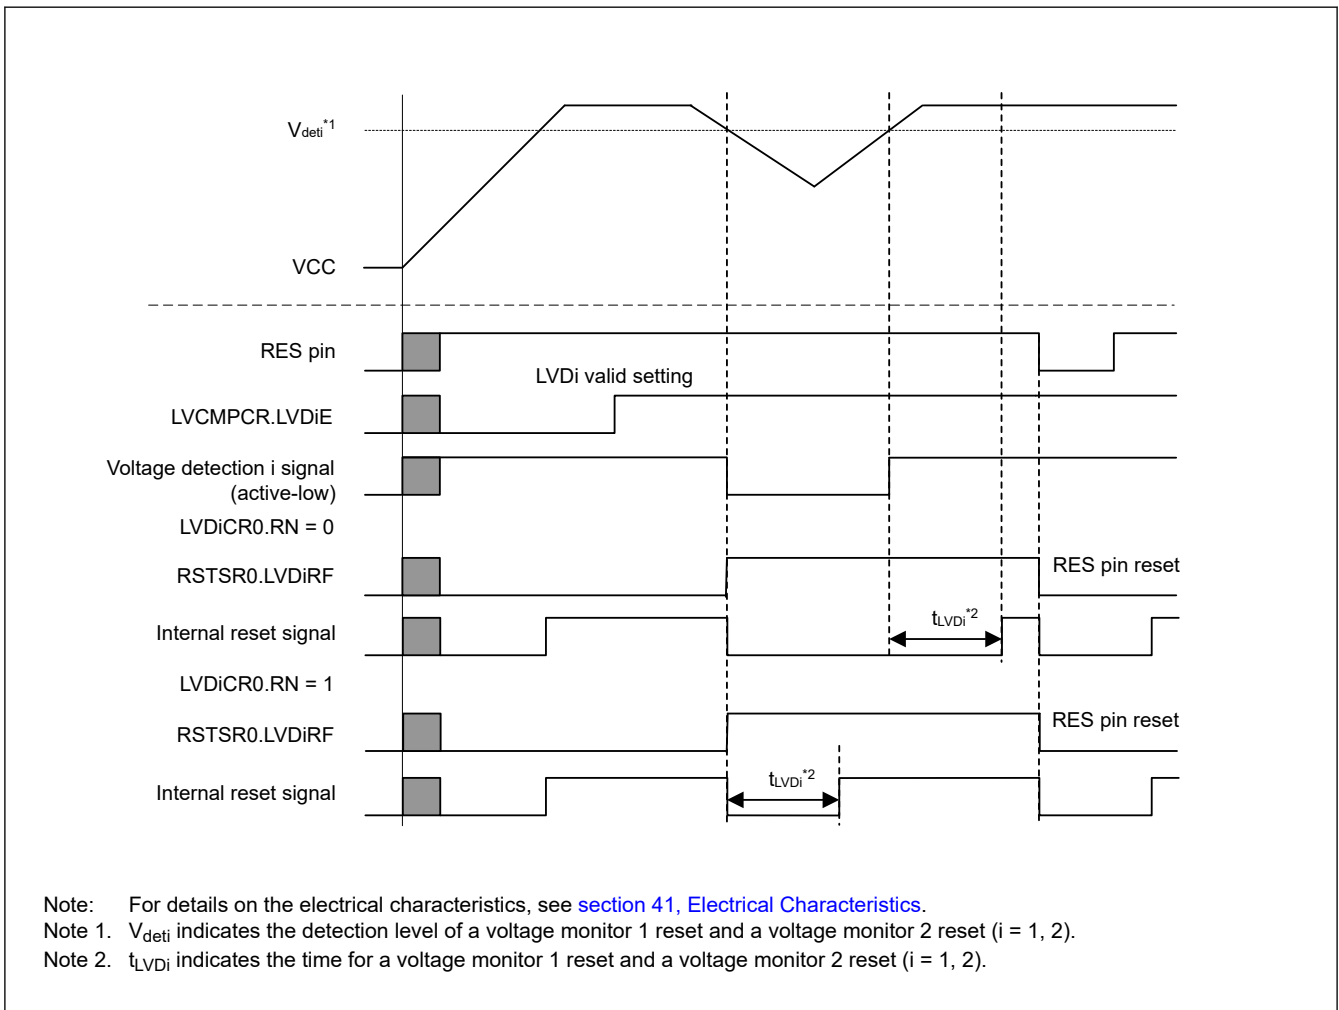 Vdeti*1
VCC
RES pin
LVDi valid setting
LVCMPCR.LVDiE
Voltage detection i signal
(active-low)
LVDiCR0.RN = 0
RSTSR0.LVDiRF
RES pin reset
Internal reset signal
tLVDi*2
LVDiCR0.RN = 1
RSTSR0.LVDiRF
RES pin reset
Internal reset signal
tLVDi*2
Note: For details on the electrical characteristics, see section 41, Electrical Characteristics.
Note 1. Vdeti indicates the detection level of a voltage monitor 1 reset and a voltage monitor 2 reset (i = 1, 2).
Note 2. tLVDi indicates the time for a voltage monitor 1 reset and a voltage monitor 2 reset (i = 1, 2).